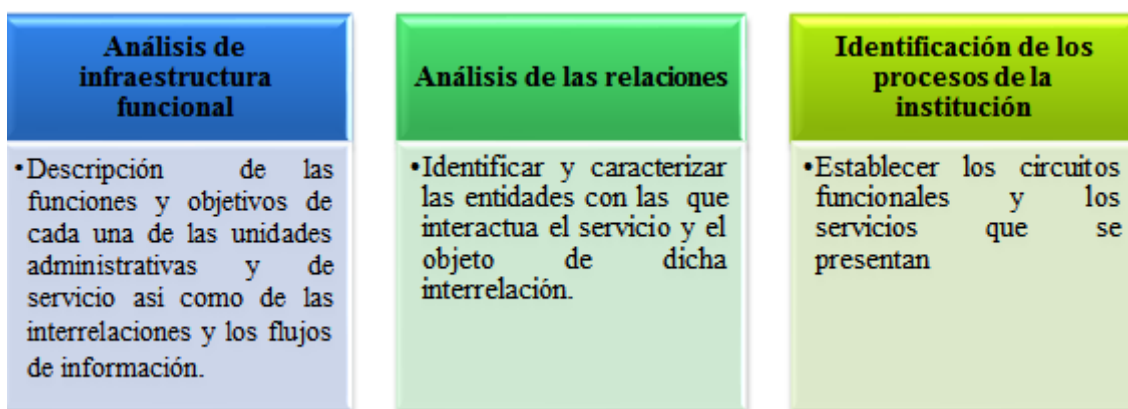 Análisis de
infraestructura
funcional
•Descripción de las
funciones y objetivos de
cada una de las unidades
administrativas y de
servicio así como de las
interrelaciones y los flujos
de información.
Análisis de las relaciones
•Identificar y caracterizar
las entidades con las que
interactua el servicio y el
objeto de dicha
interrelación.
Identificación de los
procesos de la
institución
•Establecer los circuitos
funcionales y los
servicios que se
presentan